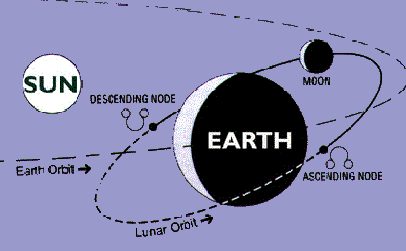 SUN
DESCENDING NODE
MOON
EARTH
Earth Orbit
ASCENDING NODE
Lunar Orbit